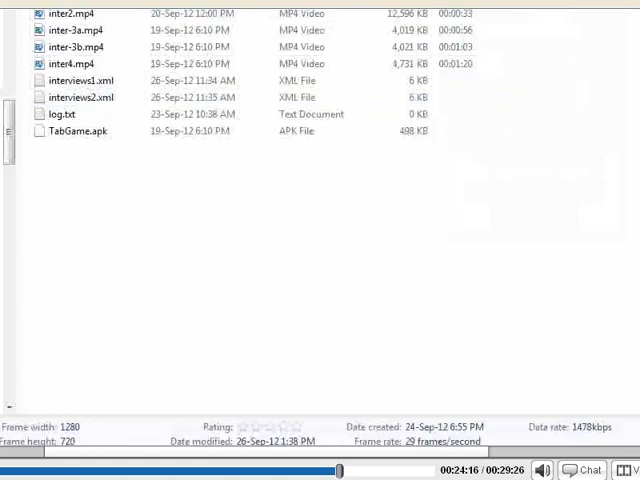 inter2.mp4 20-Sep-12 12:00 PM MP4 Video 12,596 KB 00:00:33
inter-3a.mp4 19-Sep-12 6:10 PM MP4 Video 4,019 KB 00:00:56
inter-3b.mp4 19-Sep-12 6:10 PM MP4 Video 4,021 KB 00:01:03
inter4.mp4 19-Sep-12 6:10 PM MP4 Video 4,731 KB 00:01:20
interviews1.xml 26-Sep-12 11:34 AM XML File 6 KB
interviews2.xml 26-Sep-12 11:35 AM XML File 6 KB
log.txt 23-Sep-12 10:38 AM Text Document 0 KB
TabGame.apk 19-Sep-12 6:10 PM APK File 498 KB
Frame width: 1280 Rating: Date created: 24-Sep-12 6:55 PM Data rate: 1478kbps
Frame height: 720 Date modified: 26-Sep-12 1:38 PM Frame rate: 29 frames/second
00:24:16 / 00:29:26 Chat V